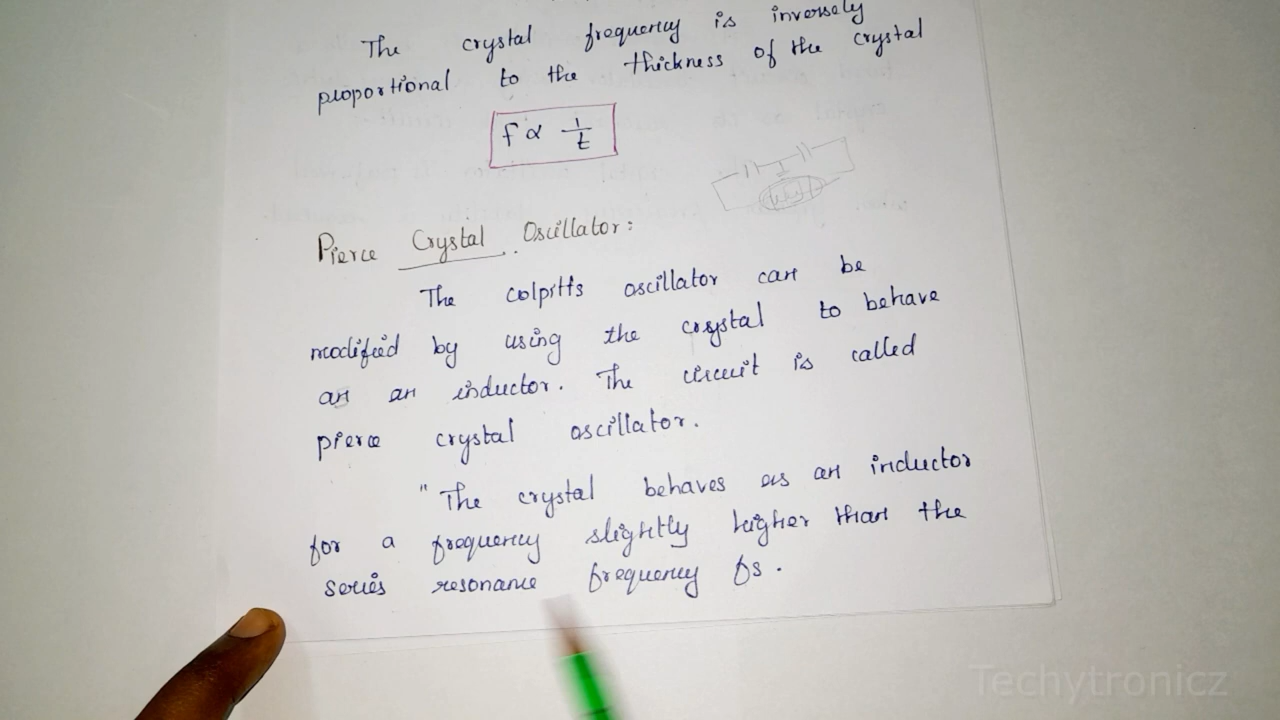 The crystal frequency is inversely
proportional to the thickness of the crystal
f ∝ 1/t
Pierce Crystal Oscillator:
The colpitts oscillator can be
modified by using the crystal to behave
as an inductor. The circuit is called
pierce crystal oscillator.
"The crystal behaves as an inductor
for a frequency slightly higher than the
series resonance frequency fs.
Techytronicz